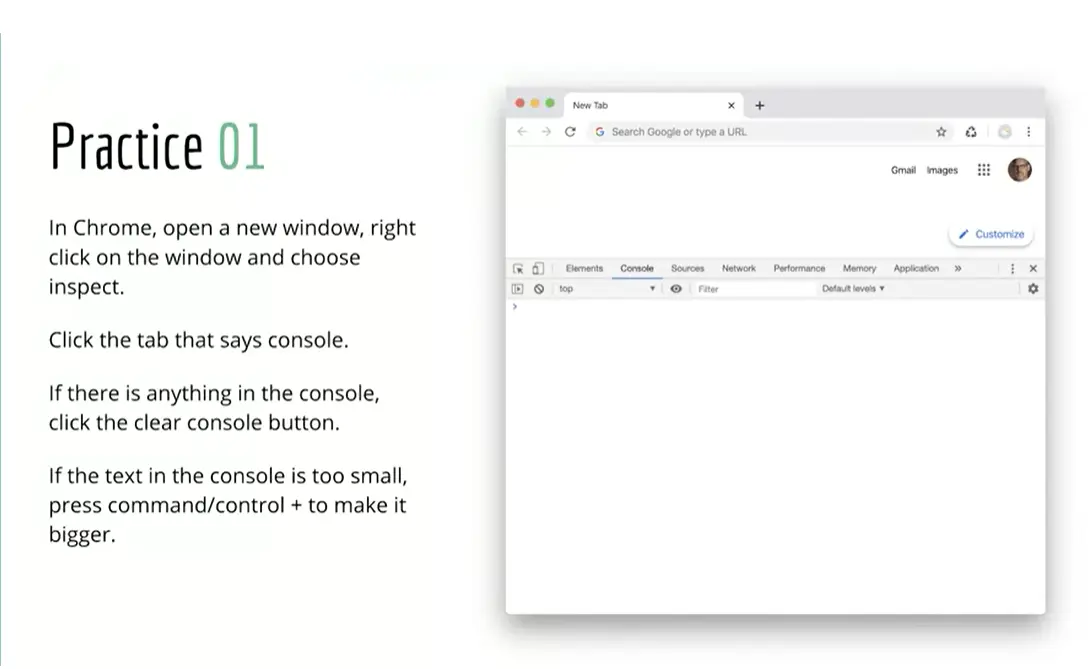 Practice 01
In Chrome, open a new window, right
click on the window and choose
inspect.
Click the tab that says console.
If there is anything in the console,
click the clear console button.
If the text in the console is too small,
press command/control + to make it
bigger.
New Tab
Search Google or type a URL
Gmail Images
Customize
Elements Console Sources Network Performance Memory Application »
top Filter Default levels